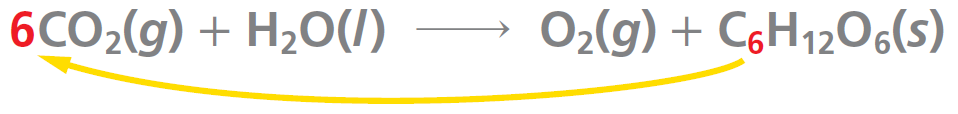 6CO₂(g) + H₂O(l) ⟶ O₂(g) + C₆H₁₂O₆(s)